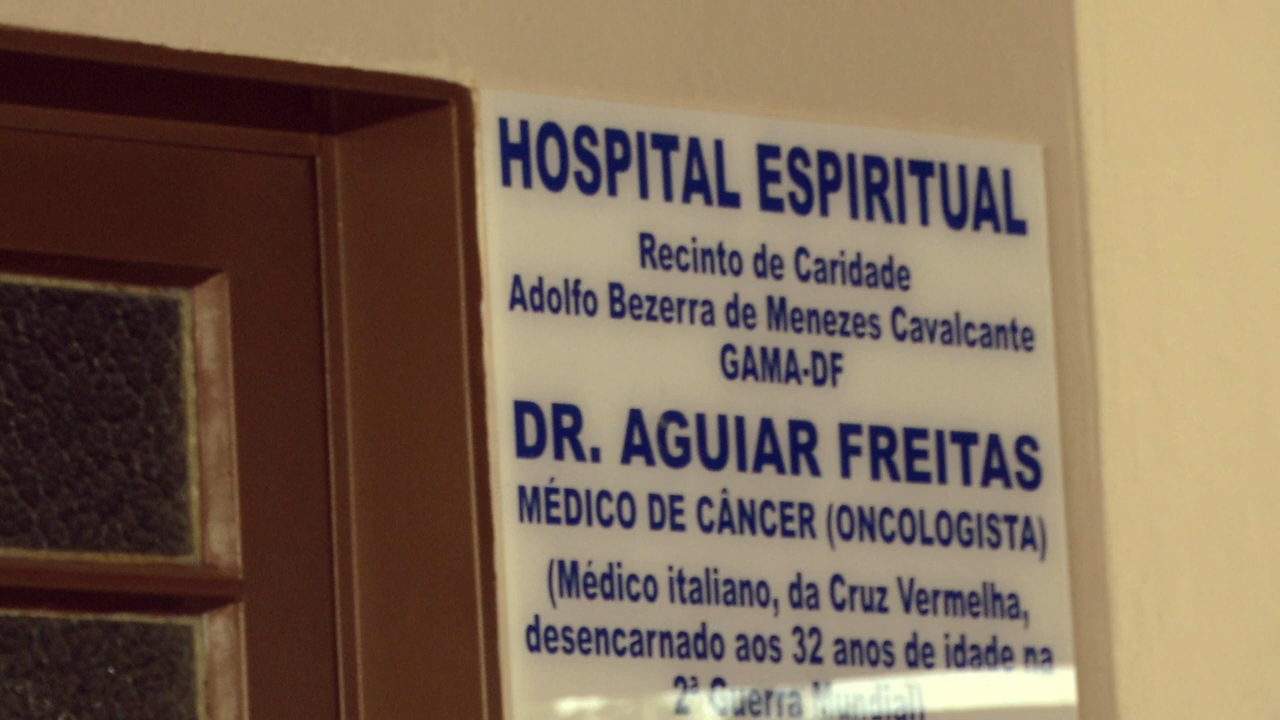 HOSPITAL ESPIRITUAL
Recinto de Caridade
Adolfo Bezerra de Menezes Cavalcante
GAMA-DF
DR. AGUIAR FREITAS
MÉDICO DE CÂNCER (ONCOLOGISTA)
(Médico italiano, da Cruz Vermelha,
desencarnado aos 32 anos de idade na
2ª Guerra Mundial)